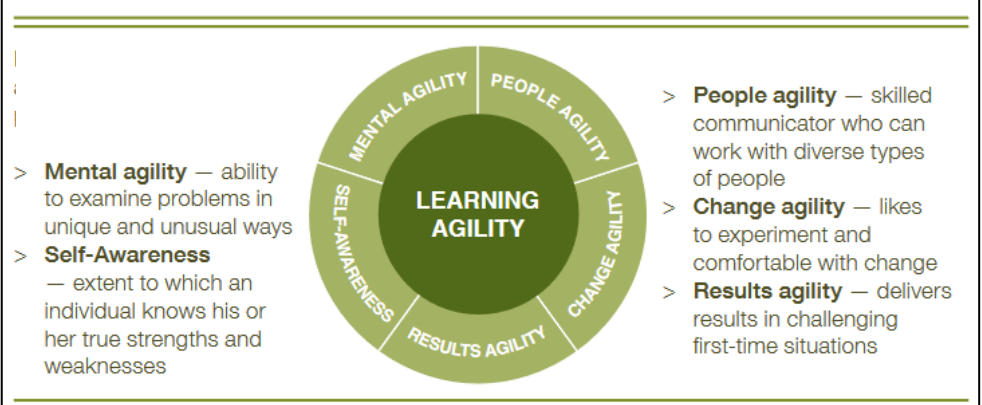 > Mental agility — ability
to examine problems in
unique and unusual ways
> Self-Awareness
— extent to which an
individual knows his or
her true strengths and
weaknesses
MENTAL AGILITY
PEOPLE AGILITY
CHANGE AGILITY
RESULTS AGILITY
SELF-AWARENESS
LEARNING
AGILITY
> People agility — skilled
communicator who can
work with diverse types
of people
> Change agility — likes
to experiment and
comfortable with change
> Results agility — delivers
results in challenging
first-time situations